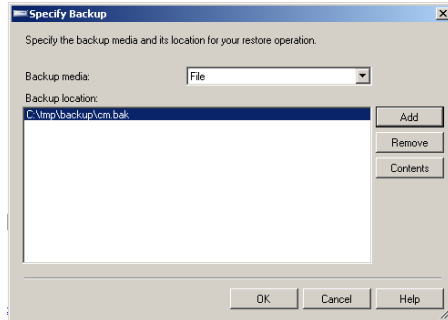 Specify Backup
Specify the backup media and its location for your restore operation.
Backup media:
File
Backup location:
C:\tmp\backup\cm.bak
Add
Remove
Contents
OK
Cancel
Help